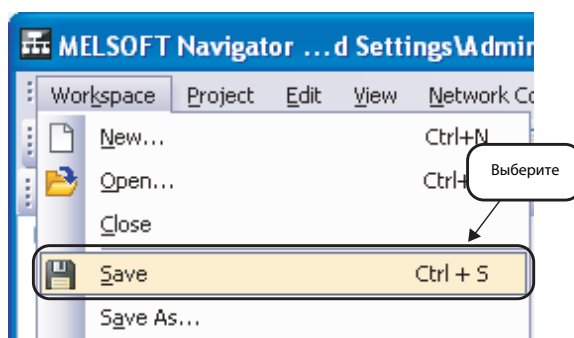 MELSOFT Navigator ...d Settings\Admin
Workspace Project Edit View Network Co
New... Ctrl+N
Open... Ctrl+
Выберите
Close
Save Ctrl + S
Save As...